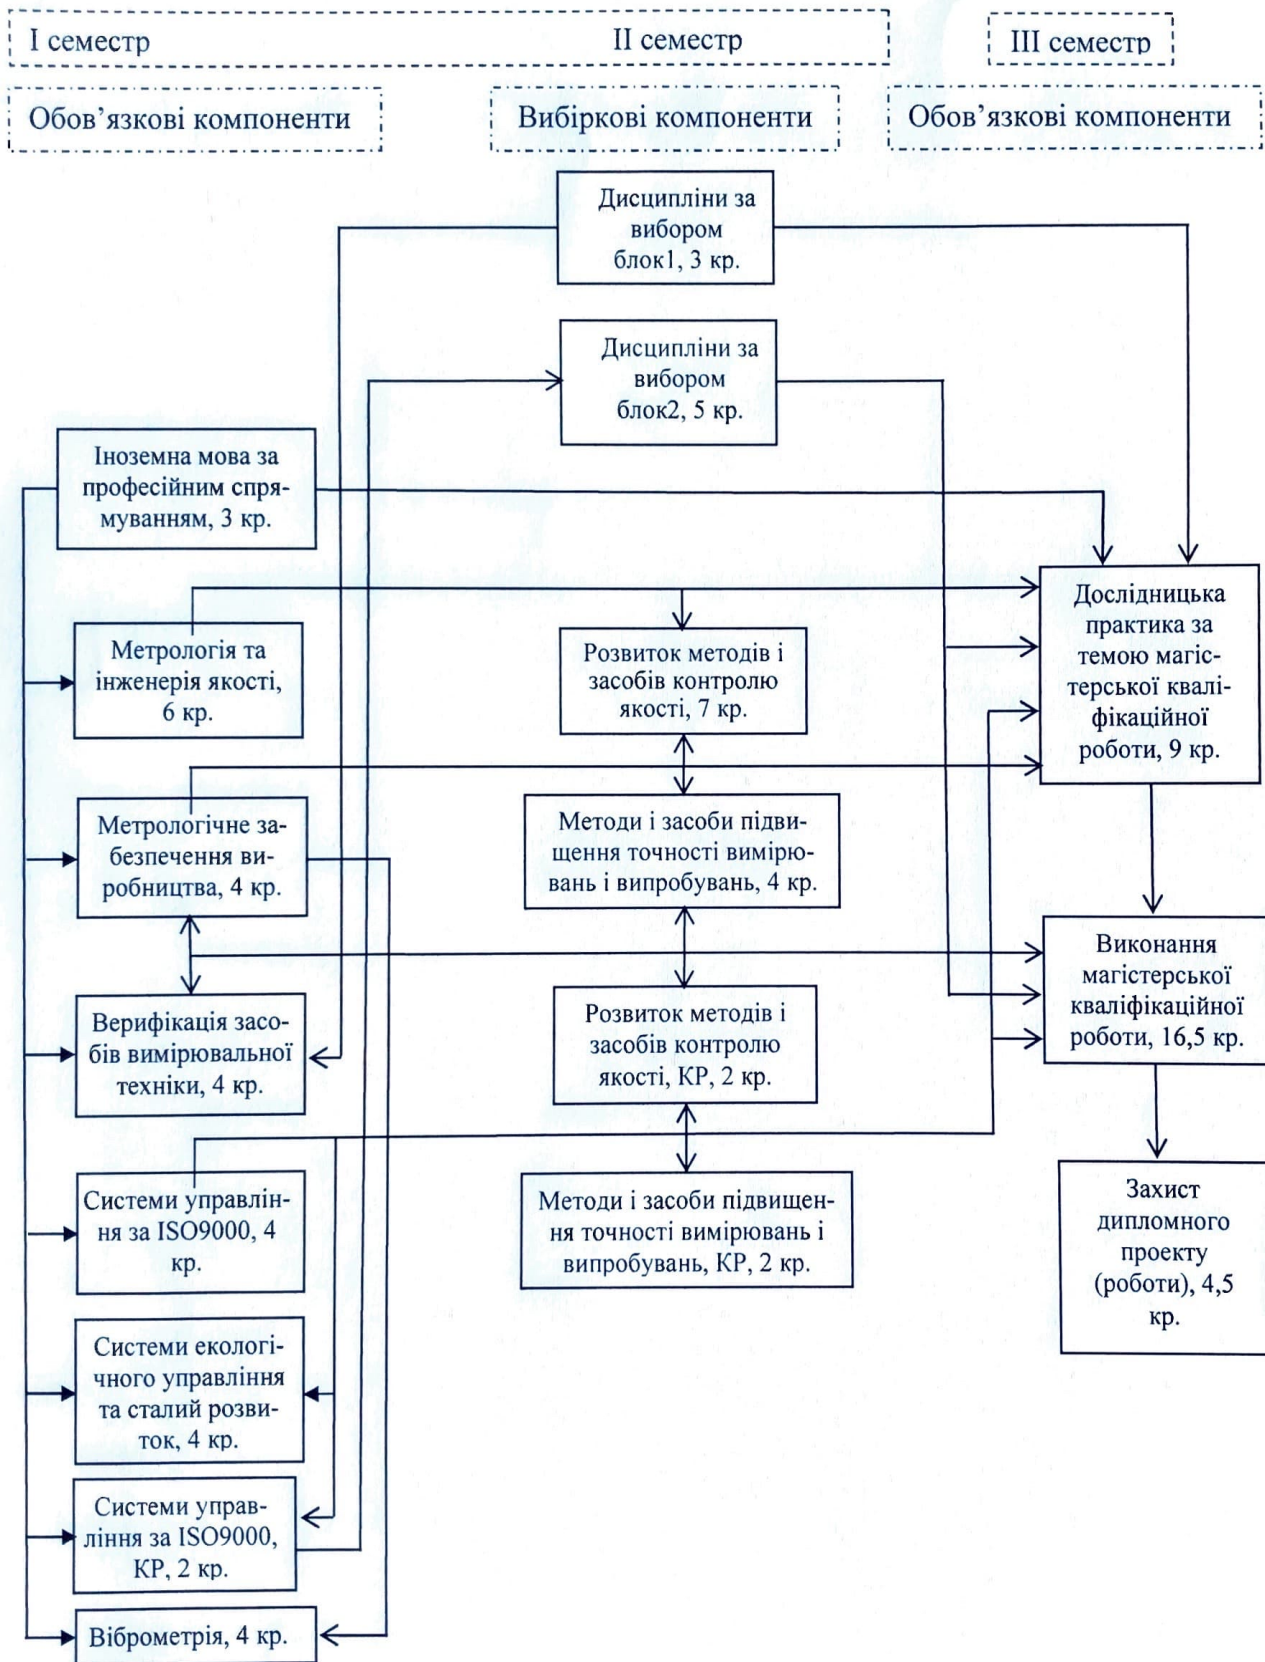 І семестр
ІІ семестр
ІІІ семестр
Обов’язкові компоненти
Вибіркові компоненти
Обов’язкові компоненти
Дисципліни за
вибором
блок1, 3 кр.
Дисципліни за
вибором
блок2, 5 кр.
Іноземна мова за
професійним спря-
муванням, 3 кр.
Метрологія та
інженерія якості,
6 кр.
Розвиток методів і
засобів контролю
якості, 7 кр.
Дослідницька
практика за
темою магіс-
терської квалі-
фікаційної
роботи, 9 кр.
Метрологічне за-
безпечення ви-
робництва, 4 кр.
Методи і засоби підви-
щення точності вимірю-
вань і випробувань, 4 кр.
Виконання
магістерської
кваліфікаційної
роботи, 16,5 кр.
Верифікація засо-
бів вимірювальної
техніки, 4 кр.
Розвиток методів і
засобів контролю
якості, КР, 2 кр.
Системи управлін-
ня за ISO9000, 4
кр.
Методи і засоби підвищен-
ня точності вимірювань і
випробувань, КР, 2 кр.
Захист
дипломного
проекту
(роботи), 4,5
кр.
Системи екологі-
чного управління
та сталий розви-
ток, 4 кр.
Системи управ-
ління за ISO9000,
КР, 2 кр.
Віброметрія, 4 кр.